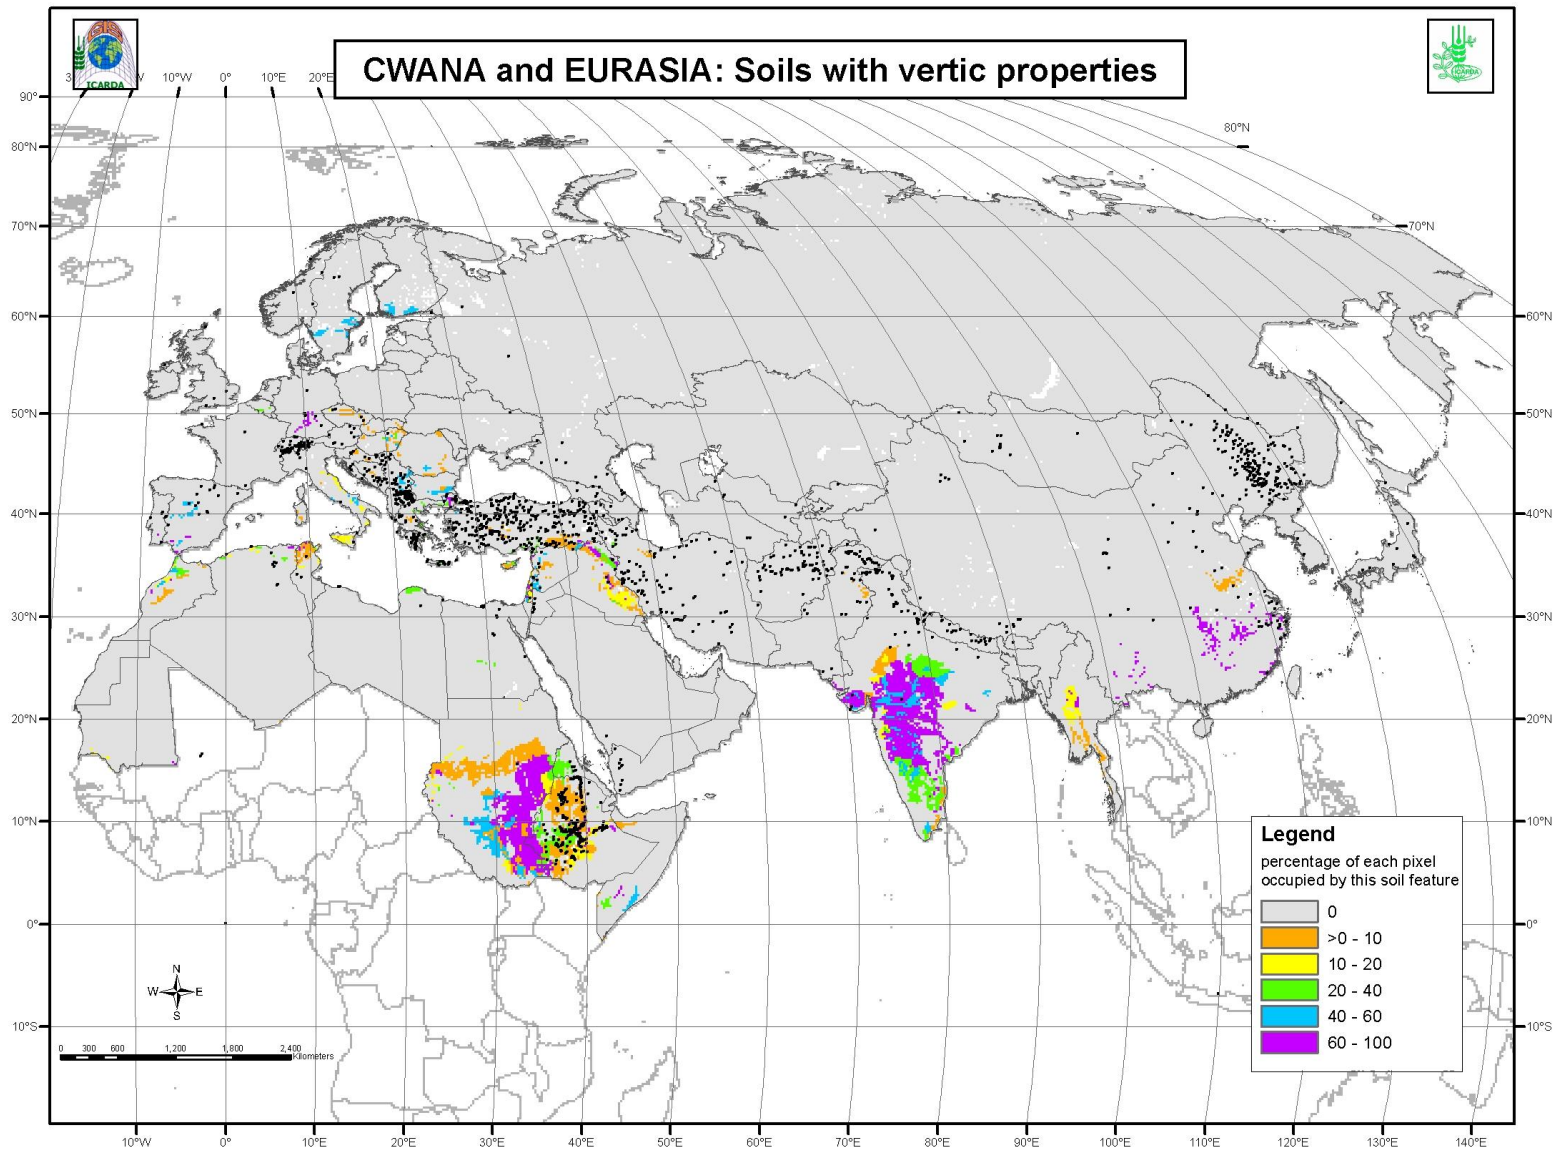 CWANA and EURASIA: Soils with vertic properties
ICARDA
ICARDA
10°W 0° 10°E 20°E
80°N
90°
80°N
70°N
70°N
60°N
60°N
50°N
50°N
40°N
40°N
30°N
30°N
20°N
20°N
10°N
10°N
0°
0°
10°S
10°S
Legend
percentage of each pixel
occupied by this soil feature
0
>0 - 10
10 - 20
20 - 40
40 - 60
60 - 100
N
W E
S
0 300 600 1,200 1,800 2,400
Kilometers
10°W 0° 10°E 20°E 30°E 40°E 60°E 70°E 80°E 90°E 100°E 110°E 120°E 130°E 140°E